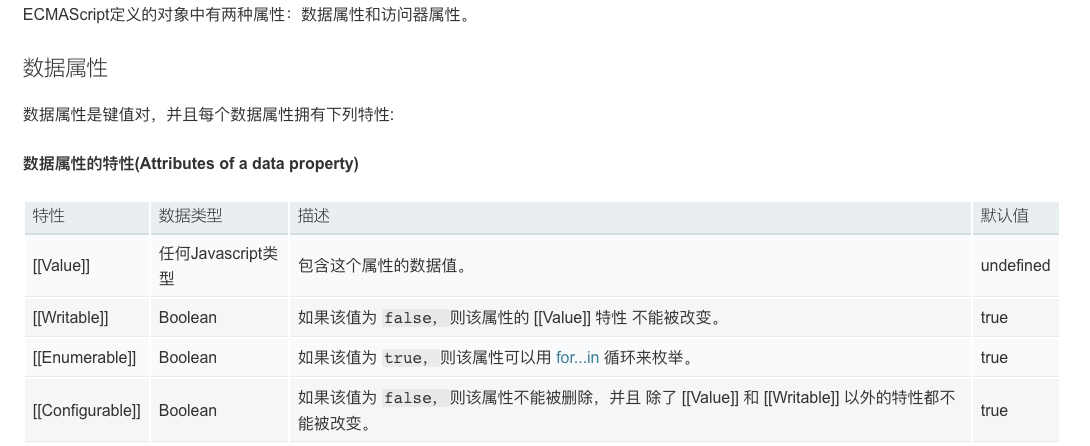 ECMAScript定义的对象中有两种属性：数据属性和访问器属性。
数据属性
数据属性是键值对，并且每个数据属性拥有下列特性:
数据属性的特性(Attributes of a data property)
特性 数据类型 描述 默认值
[[Value]] 任何Javascript类型 包含这个属性的数据值。 undefined
[[Writable]] Boolean 如果该值为 false，则该属性的 [[Value]] 特性 不能被改变。 true
[[Enumerable]] Boolean 如果该值为 true，则该属性可以用 for...in 循环来枚举。 true
[[Configurable]] Boolean 如果该值为 false，则该属性不能被删除，并且 除了 [[Value]] 和 [[Writable]] 以外的特性都不能被改变。 true